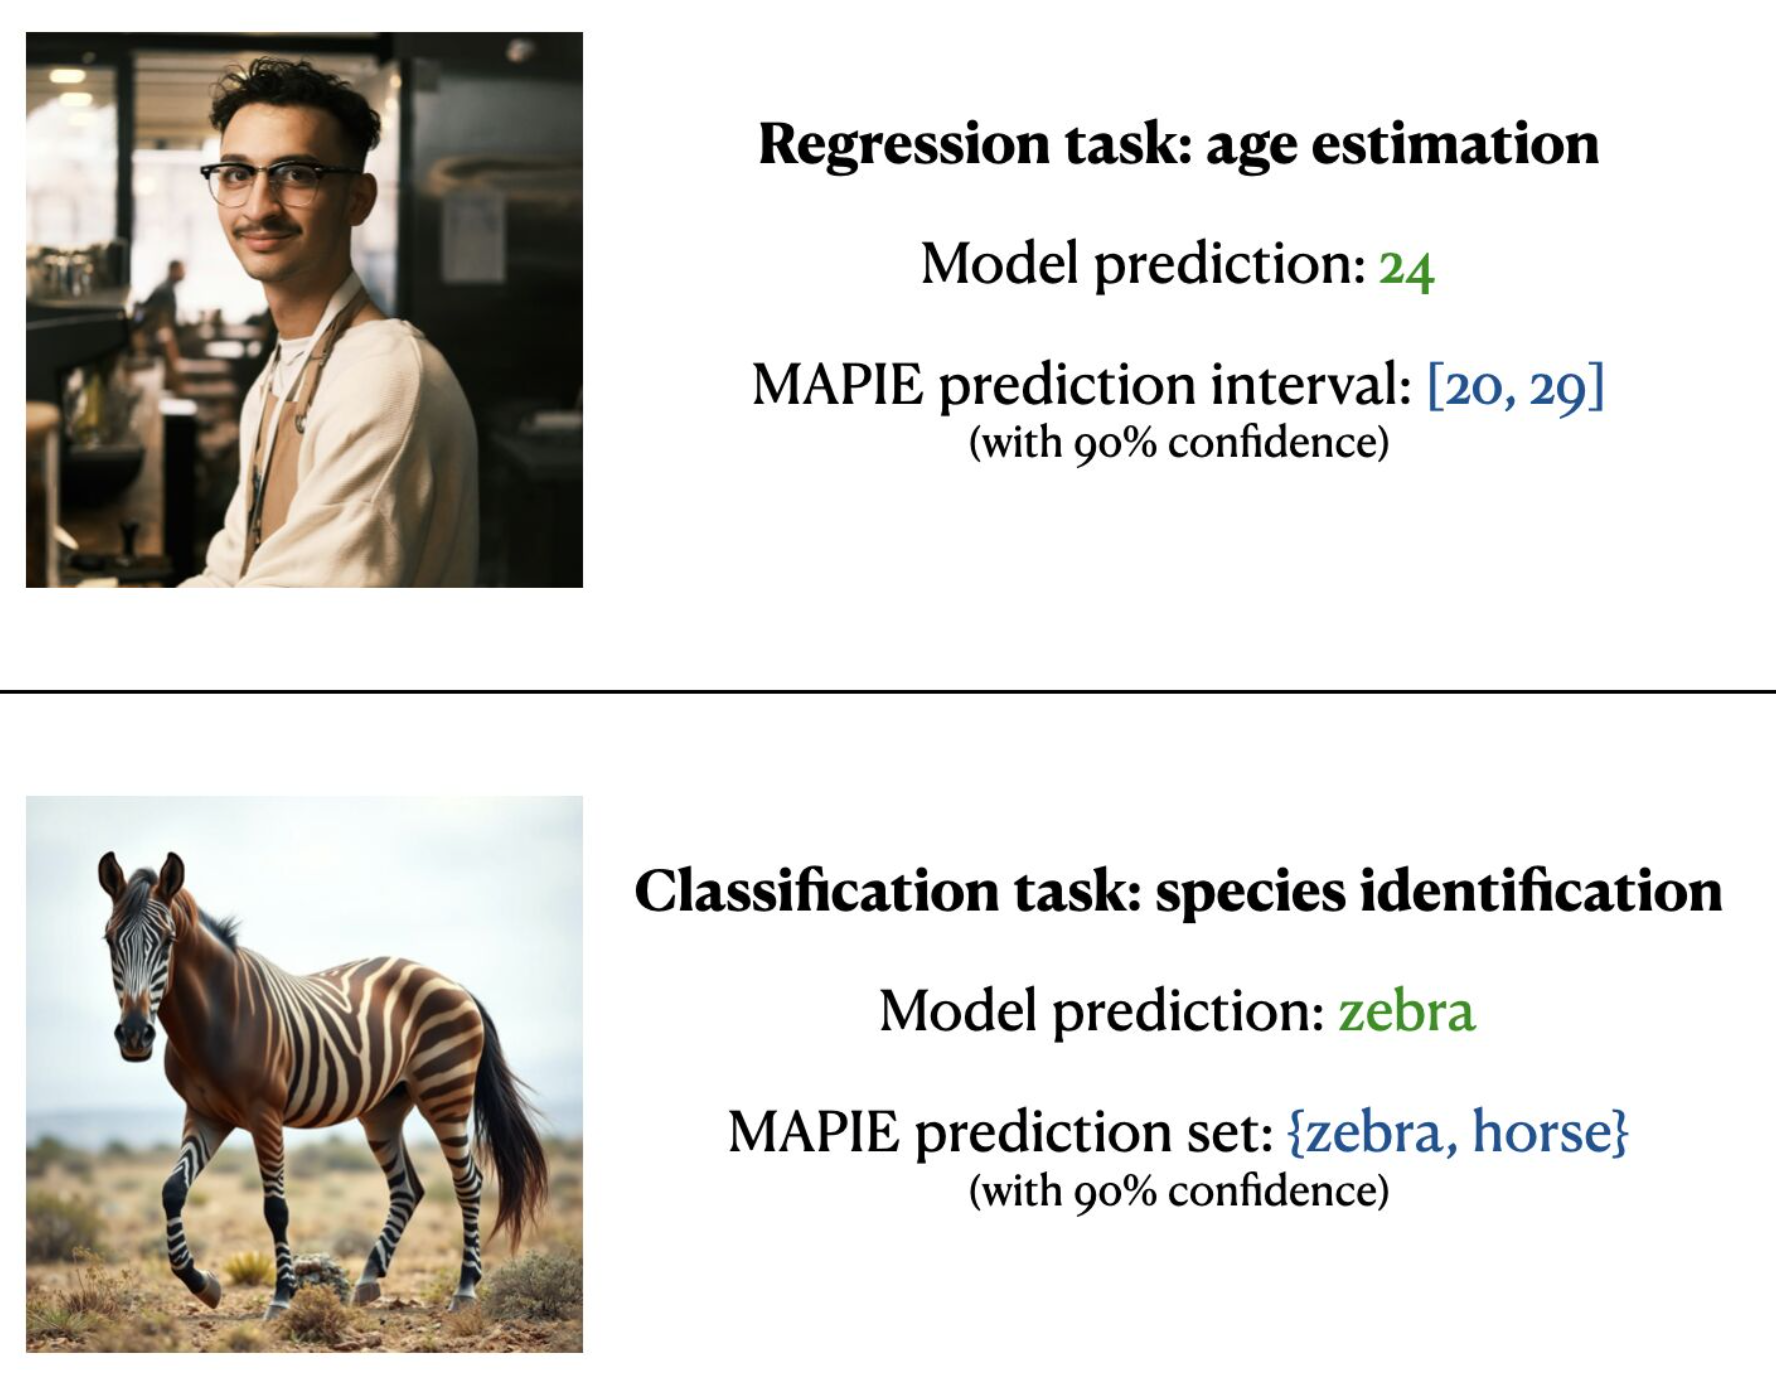 Regression task: age estimation
Model prediction: 24
MAPIE prediction interval: [20, 29]
(with 90% confidence)
Classification task: species identification
Model prediction: zebra
MAPIE prediction set: {zebra, horse}
(with 90% confidence)